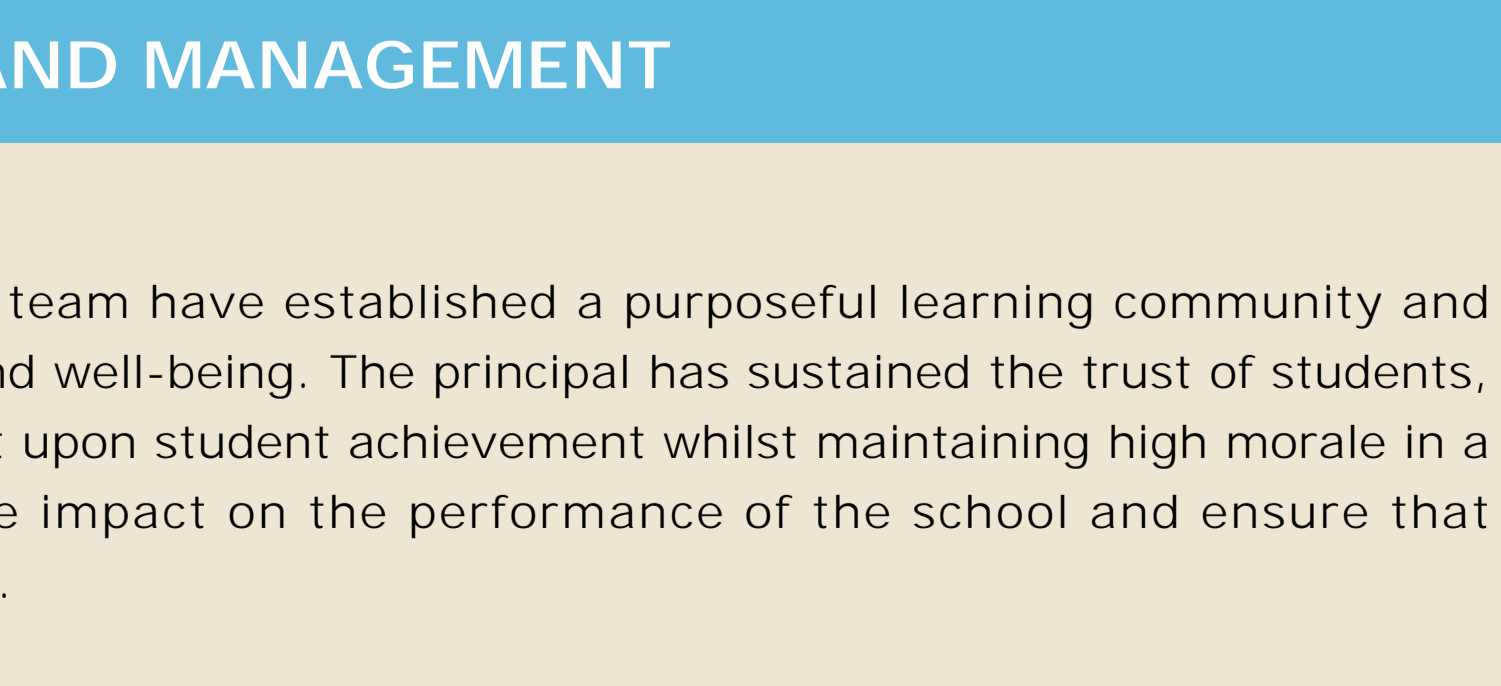 AND MANAGEMENT
team have established a purposeful learning community and
well-being. The principal has sustained the trust of students,
upon student achievement whilst maintaining high morale in a
impact on the performance of the school and ensure that
.